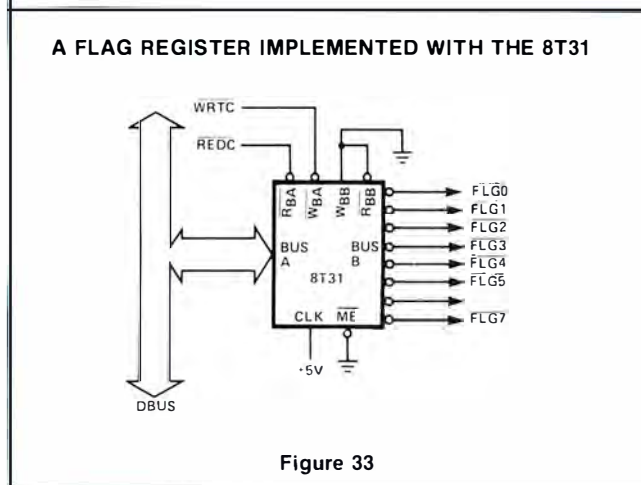 A FLAG REGISTER IMPLEMENTED WITH THE 8T31
WRTC
REDC
RBA WBA WBB RBB
BUS A
BUS B
8T31
CLK ME
·5V
DBUS
FLG0
FLG1
FLG2
FLG3
FLG4
FLG5
FLG7
Figure 33